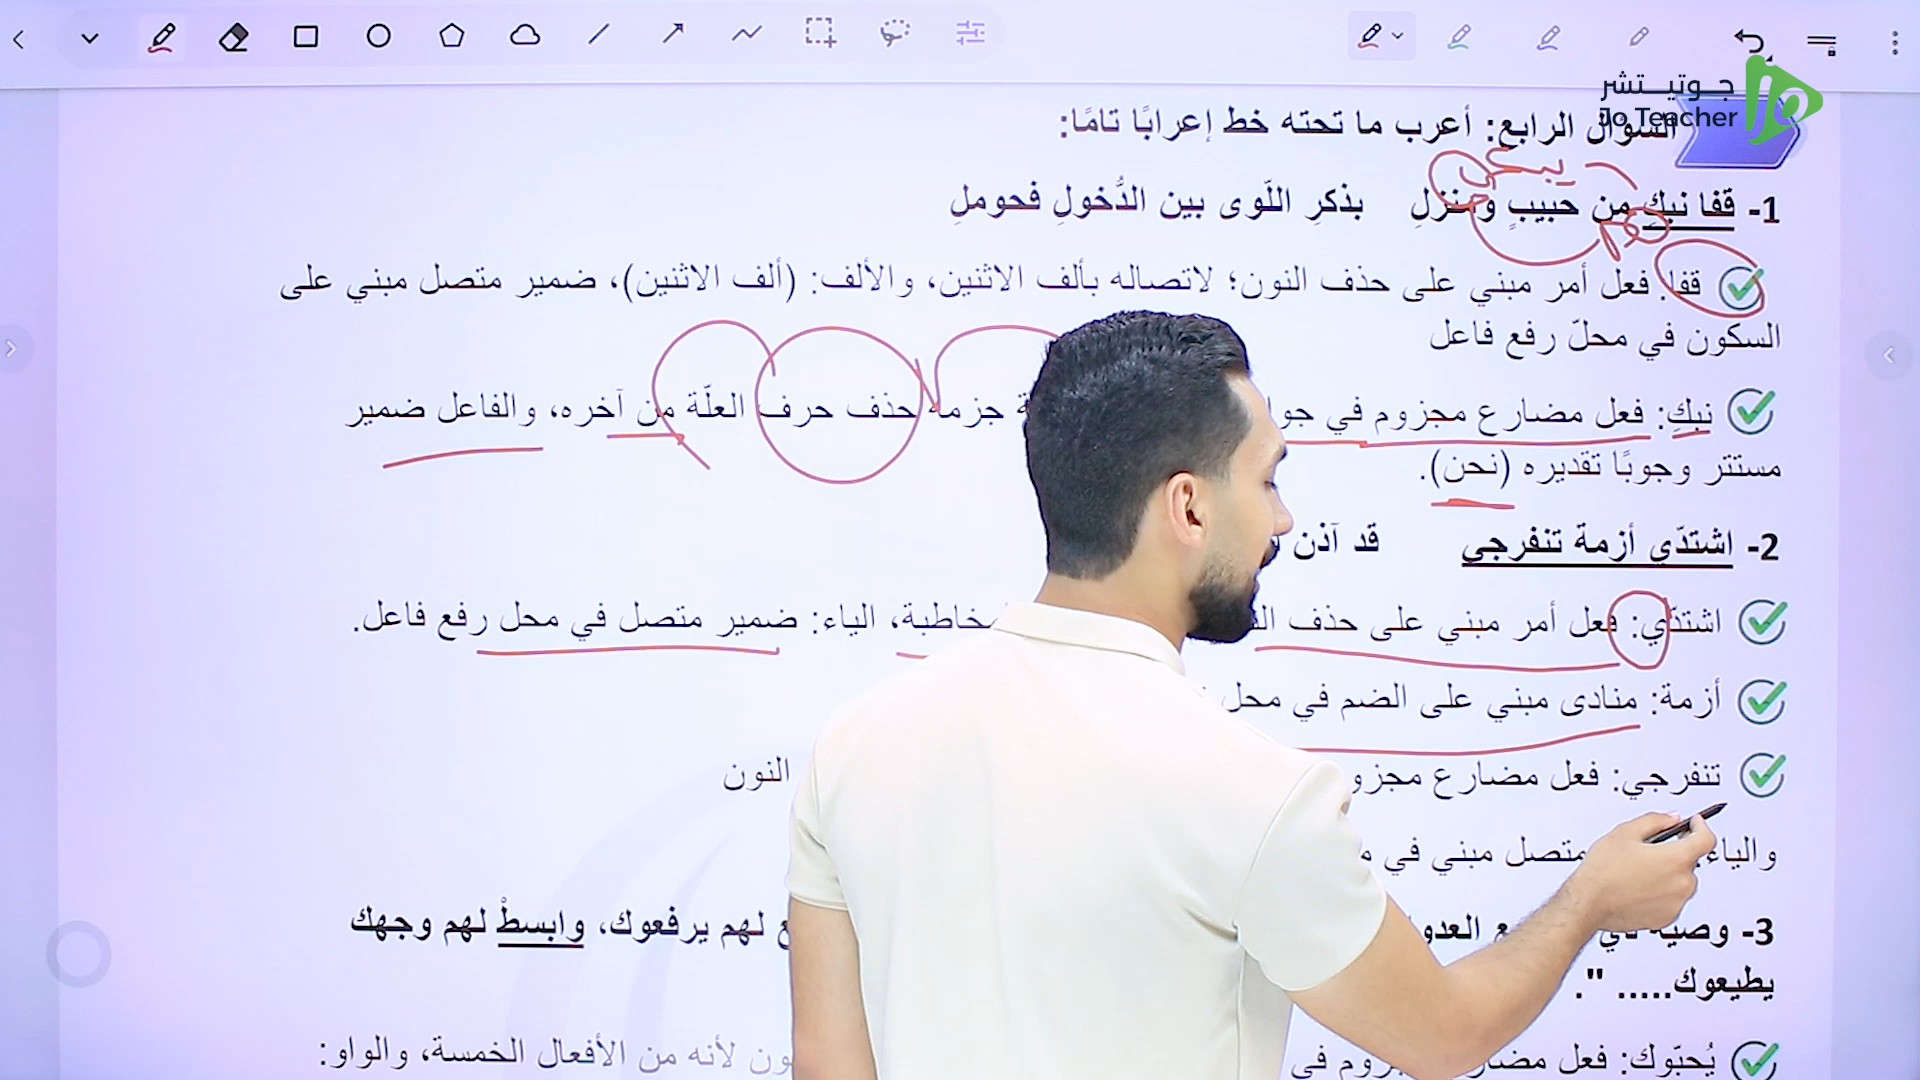 جـوتيـتشر
Jo Teacher
السؤال الرابع: أعرب ما تحته خط إعرابًا تامًا:
1- قفا نبكِ من حبيبٍ ومنزلِ بذكرِ اللّوى بين الدُّخولِ فحوملِ
قفا: فعل أمر مبني على حذف النون؛ لاتصاله بألف الاثنين، والألف: (ألف الاثنين)، ضمير متصل مبني على
السكون في محلّ رفع فاعل
نبكِ: فعل مضارع مجزوم في جزمه حذف حرف العلّة من آخره، والفاعل ضمير
مستتر وجوبًا تقديره (نحن).
2- اشتدّي أزمة تنفرجي قد آذن
اشتدّي: فعل أمر مبني على حذف الياء: ضمير متصل في محل رفع فاعل.
أزمة: منادى مبني على الضم في محل
تنفرجي: فعل مضارع النون
والياء: متصل مبني في
3- وصية العدو لهم يرفعوك، وابسطْ لهم وجهك
يطيعوك..... ".
يُحبّوك: فعل في لأنه من الأفعال الخمسة، والواو: